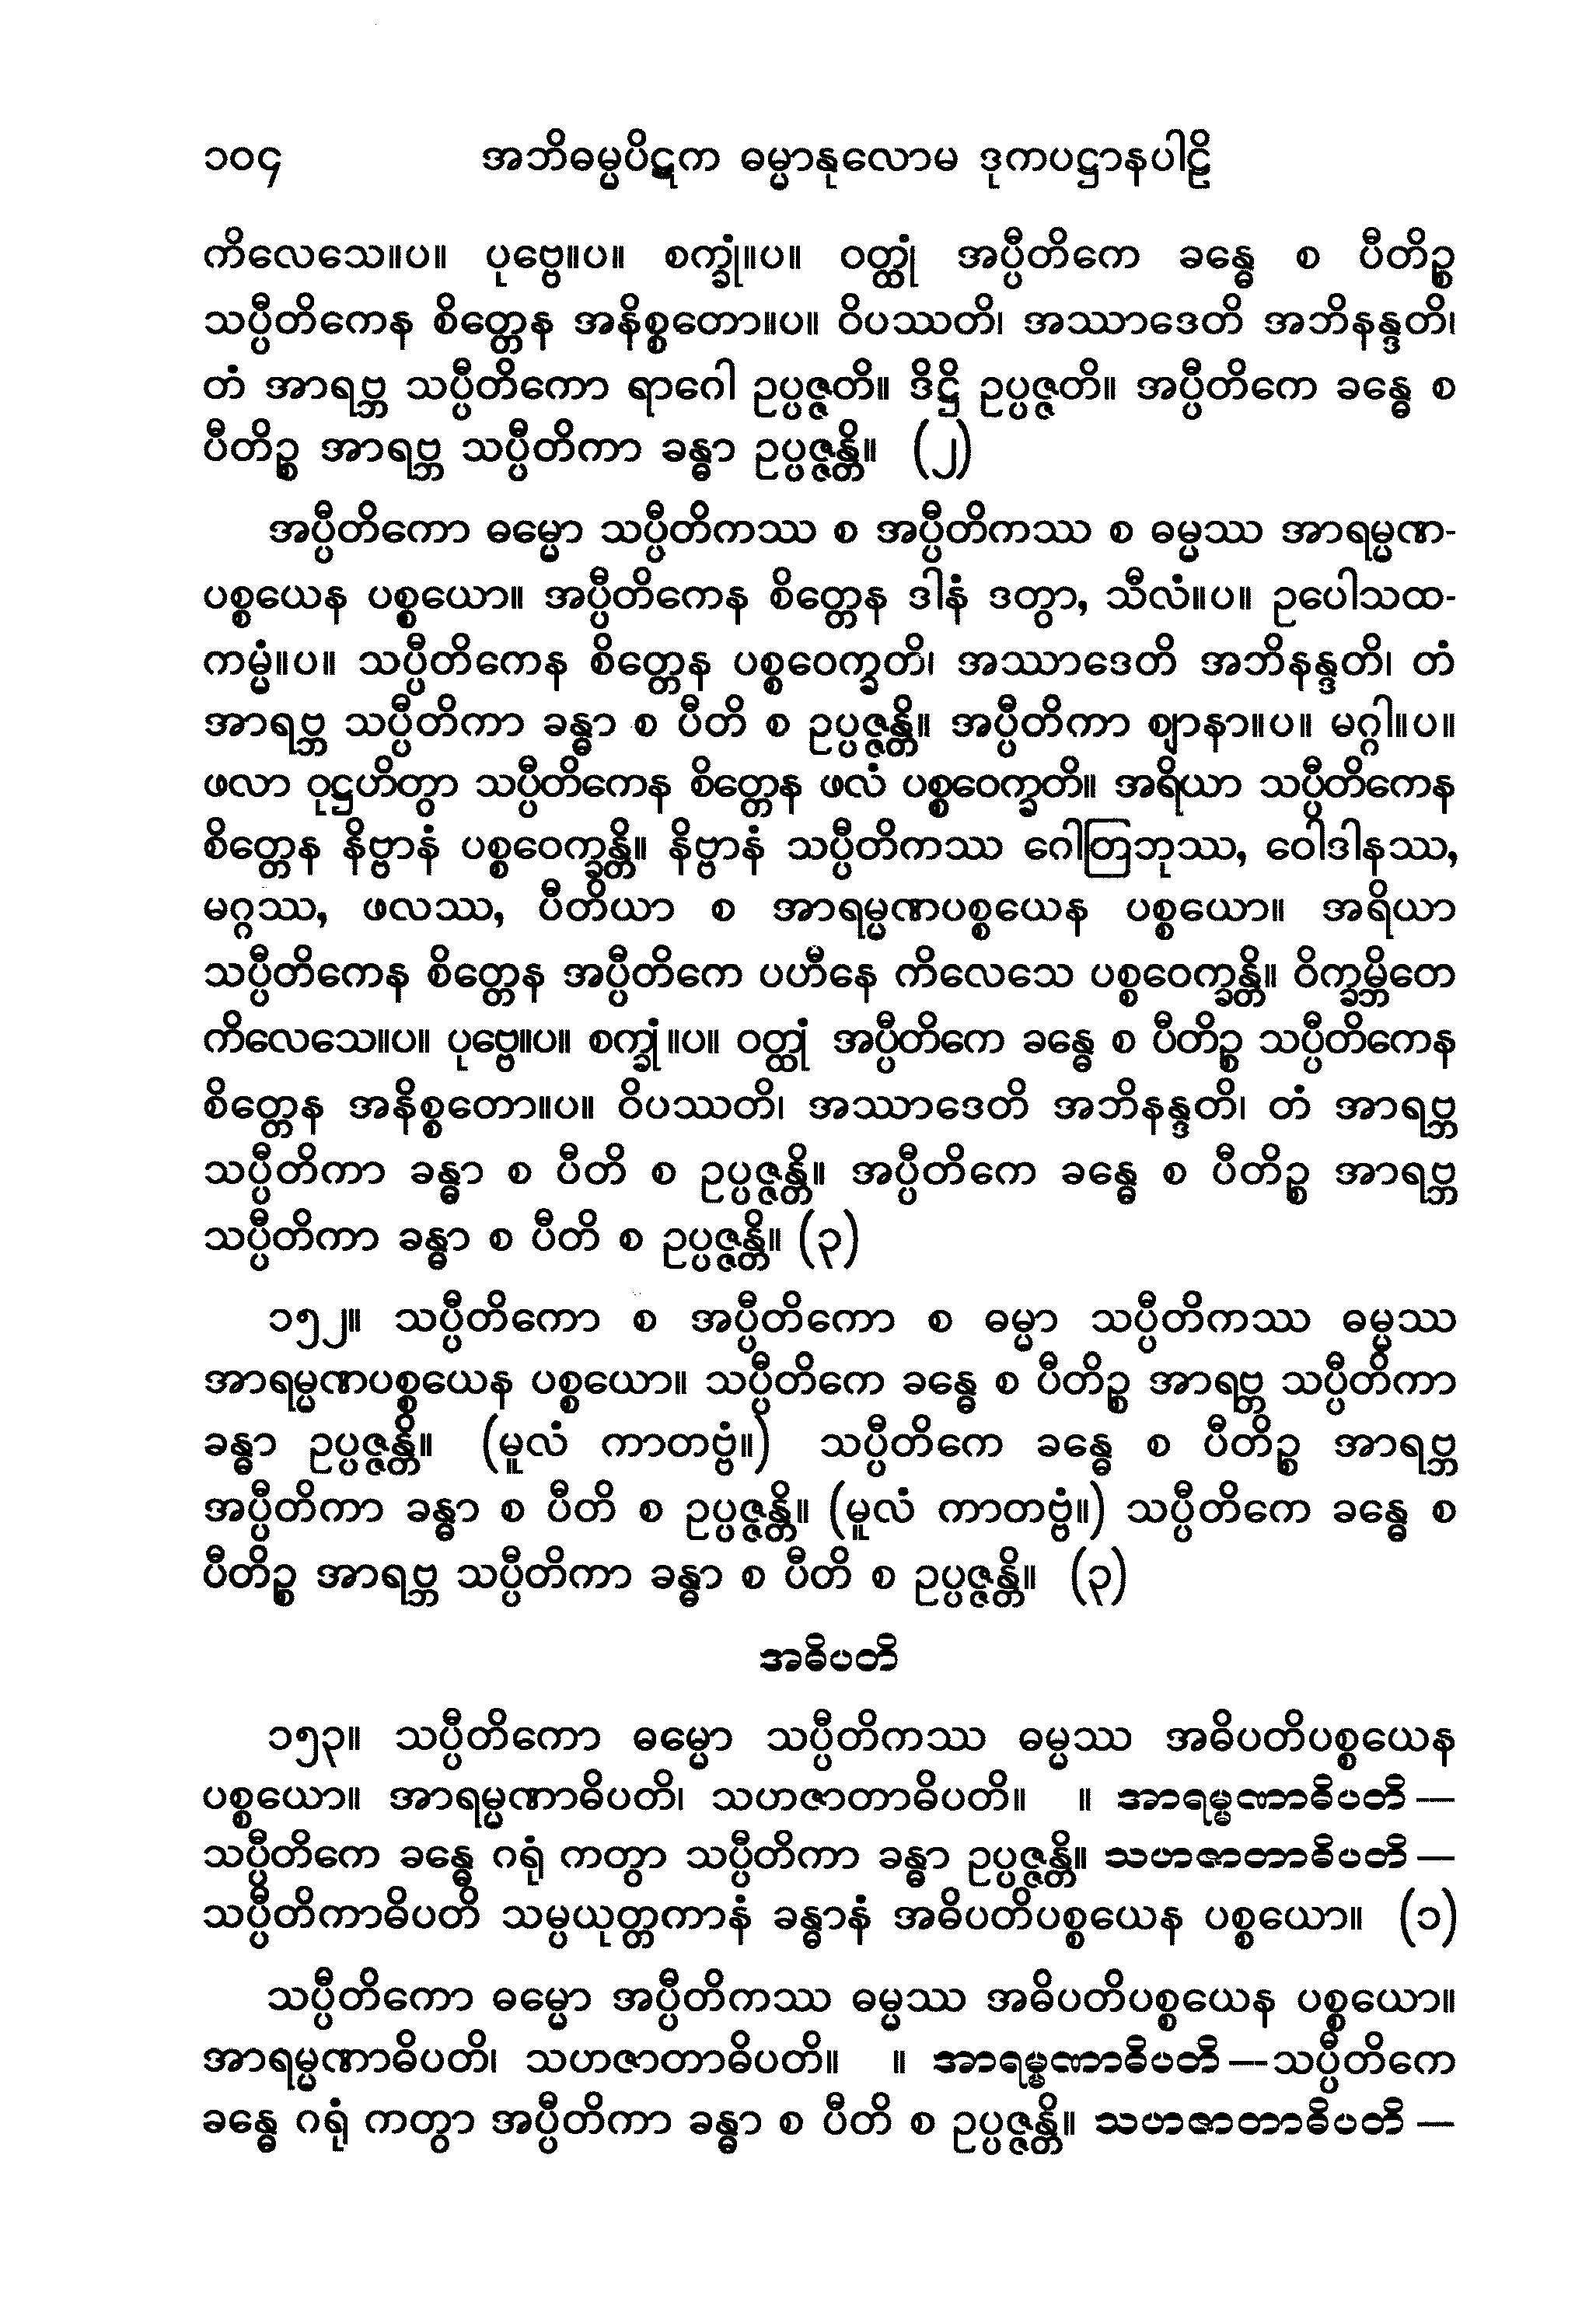 ၁၀၄ အဘိဓမ္မပိဋက ဓမ္မာနုလောမ ဒုကပဋ္ဌာနပါဠိ
ကိလေသေ။ပ။ ပုဗ္ဗေ။ပ။ စက္ခုံ။ပ။ ဝတ္ထုံ အပ္ပီတိကေ ခန္ဓေ စ ပီတိဉ္စ
သပ္ပီတိကေန စိတ္တေန အနိစ္စတော။ပ။ ဝိပဿတိ၊ အဿာဒေတိ အဘိနန္ဒတိ၊
တံ အာရဗ္ဘ သပ္ပီတိကော ရာဂေါ ဥပ္ပဇ္ဇတိ။ ဒိဋ္ဌိ ဥပ္ပဇ္ဇတိ။ အပ္ပီတိကေ ခန္ဓေ စ
ပီတိဉ္စ အာရဗ္ဘ သပ္ပီတိကာ ခန္ဓာ ဥပ္ပဇ္ဇန္တိ။ (၂)
အပ္ပီတိကော ဓမ္မော သပ္ပီတိကဿ စ အပ္ပီတိကဿ စ ဓမ္မဿ အာရမ္မဏ-
ပစ္စယေန ပစ္စယော။ အပ္ပီတိကေန စိတ္တေန ဒါနံ ဒတွာ, သီလံ။ပ။ ဥပေါသထ-
ကမ္မံ။ပ။ သပ္ပီတိကေန စိတ္တေန ပစ္စဝေက္ခတိ၊ အဿာဒေတိ အဘိနန္ဒတိ၊ တံ
အာရဗ္ဘ သပ္ပီတိကာ ခန္ဓာ စ ပီတိ စ ဥပ္ပဇ္ဇန္တိ။ အပ္ပီတိကာ ဈာနာ။ပ။ မဂ္ဂါ။ပ။
ဖလာ ဝုဋ္ဌဟိတွာ သပ္ပီတိကေန စိတ္တေန ဖလံ ပစ္စဝေက္ခတိ။ အရိယာ သပ္ပီတိကေန
စိတ္တေန နိဗ္ဗာနံ ပစ္စဝေက္ခန္တိ။ နိဗ္ဗာနံ သပ္ပီတိကဿ ဂေါတြဘုဿ, ဝေါဒါနဿ,
မဂ္ဂဿ, ဖလဿ, ပီတိယာ စ အာရမ္မဏပစ္စယေန ပစ္စယော။ အရိယာ
သပ္ပီတိကေန စိတ္တေန အပ္ပီတိကေ ပဟီနေ ကိလေသေ ပစ္စဝေက္ခန္တိ။ ဝိက္ခမ္ဘိတေ
ကိလေသေ။ပ။ ပုဗ္ဗေ။ပ။ စက္ခုံ။ပ။ ဝတ္ထုံ အပ္ပီတိကေ ခန္ဓေ စ ပီတိဉ္စ သပ္ပီတိကေန
စိတ္တေန အနိစ္စတော။ပ။ ဝိပဿတိ၊ အဿာဒေတိ အဘိနန္ဒတိ၊ တံ အာရဗ္ဘ
သပ္ပီတိကာ ခန္ဓာ စ ပီတိ စ ဥပ္ပဇ္ဇန္တိ။ အပ္ပီတိကေ ခန္ဓေ စ ပီတိဉ္စ အာရဗ္ဘ
သပ္ပီတိကာ ခန္ဓာ စ ပီတိ စ ဥပ္ပဇ္ဇန္တိ။ (၃)
၁၅၂။ သပ္ပီတိကော စ အပ္ပီတိကော စ ဓမ္မာ သပ္ပီတိကဿ ဓမ္မဿ
အာရမ္မဏပစ္စယေန ပစ္စယော။ သပ္ပီတိကေ ခန္ဓေ စ ပီတိဉ္စ အာရဗ္ဘ သပ္ပီတိကာ
ခန္ဓာ ဥပ္ပဇ္ဇန္တိ။ (မူလံ ကာတဗ္ဗံ။) သပ္ပီတိကေ ခန္ဓေ စ ပီတိဉ္စ အာရဗ္ဘ
အပ္ပီတိကာ ခန္ဓာ စ ပီတိ စ ဥပ္ပဇ္ဇန္တိ။ (မူလံ ကာတဗ္ဗံ။) သပ္ပီတိကေ ခန္ဓေ စ
ပီတိဉ္စ အာရဗ္ဘ သပ္ပီတိကာ ခန္ဓာ စ ပီတိ စ ဥပ္ပဇ္ဇန္တိ။ (၃)
အဓိပတိ
၁၅၃။ သပ္ပီတိကော ဓမ္မော သပ္ပီတိကဿ ဓမ္မဿ အဓိပတိပစ္စယေန
ပစ္စယော။ အာရမ္မဏာဓိပတိ၊ သဟဇာတာဓိပတိ။ ။ အာရမ္မဏာဓိပတိ —
သပ္ပီတိကေ ခန္ဓေ ဂရုံ ကတွာ သပ္ပီတိကာ ခန္ဓာ ဥပ္ပဇ္ဇန္တိ။ သဟဇာတာဓိပတိ —
သပ္ပီတိကာဓိပတိ သမ္ပယုတ္တကာနံ ခန္ဓာနံ အဓိပတိပစ္စယေန ပစ္စယော။ (၁)
သပ္ပီတိကော ဓမ္မော အပ္ပီတိကဿ ဓမ္မဿ အဓိပတိပစ္စယေန ပစ္စယော။
အာရမ္မဏာဓိပတိ၊ သဟဇာတာဓိပတိ။ ။ အာရမ္မဏာဓိပတိ — သပ္ပီတိကေ
ခန္ဓေ ဂရုံ ကတွာ အပ္ပီတိကာ ခန္ဓာ စ ပီတိ စ ဥပ္ပဇ္ဇန္တိ။ သဟဇာတာဓိပတိ —